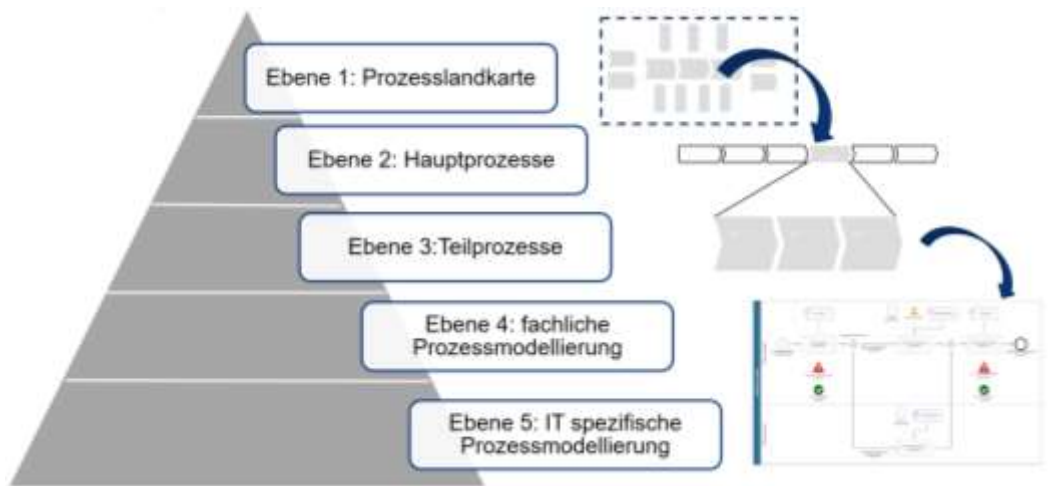 Ebene 1: Prozesslandkarte
Ebene 2: Hauptprozesse
Ebene 3:Teilprozesse
Ebene 4: fachliche
Prozessmodellierung
Ebene 5: IT spezifische
Prozessmodellierung